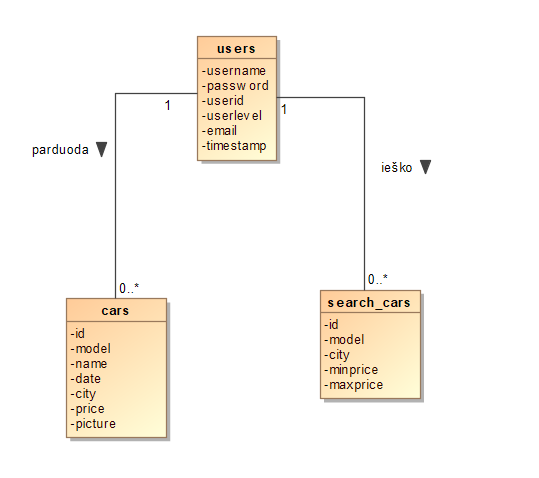 users
-username
-password
-userid
-userlevel
-email
-timestamp
1
1
parduoda
ieško
0..*
0..*
cars
-id
-model
-name
-date
-city
-price
-picture
search_cars
-id
-model
-city
-minprice
-maxprice